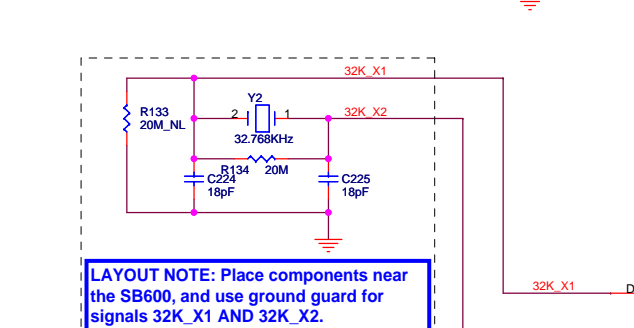 32K_X1
R133
20M_NL
Y2
2 1
32K_X2
32.768KHz
R134 20M
C224
18pF
C225
18pF
LAYOUT NOTE: Place components near
the SB600, and use ground guard for
signals 32K_X1 AND 32K_X2.
32K_X1
D